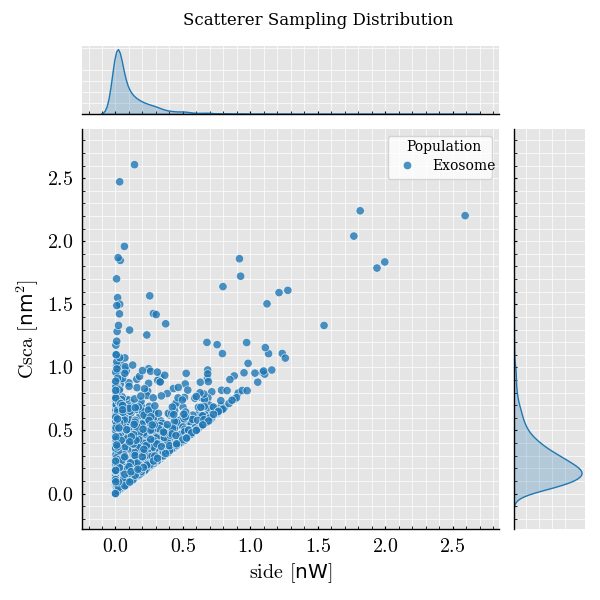 Scatterer Sampling Distribution
Population
Exosome
2.5
2.0
1.5
1.0
0.5
0.0
Csca [nm²]
0.0 0.5 1.0 1.5 2.0 2.5
side [nW]